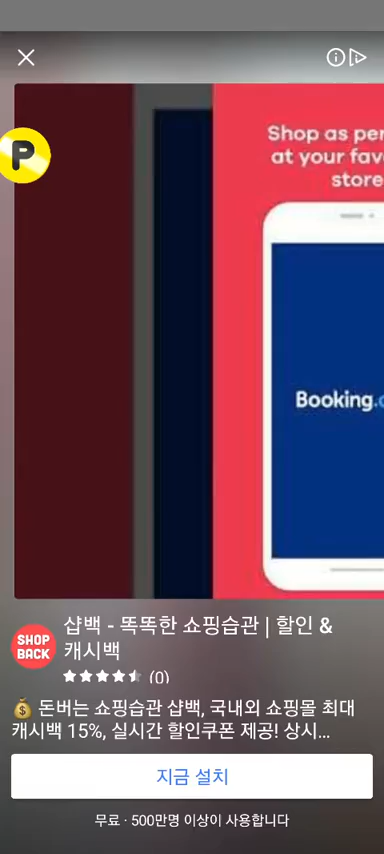 P
Shop as per
at your fav
store
Booking.c
SHOP
BACK
샵백 - 똑똑한 쇼핑습관 | 할인 &
캐시백
(0)
💰 돈버는 쇼핑습관 샵백, 국내외 쇼핑몰 최대
캐시백 15%, 실시간 할인쿠폰 제공! 상시...
지금 설치
무료 · 500만명 이상이 사용합니다